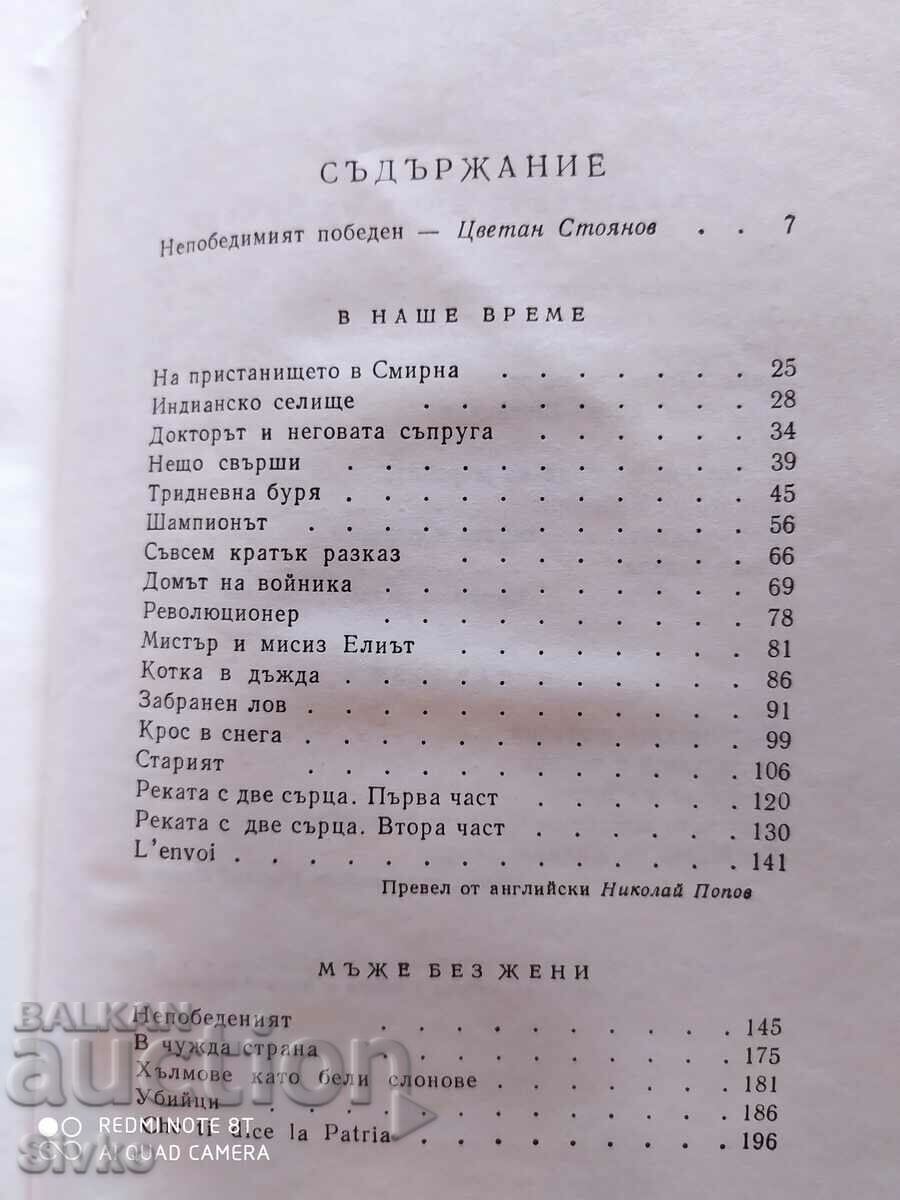 СЪДЪРЖАНИЕ
Непобедимият победен — Цветан Стоянов . . 7
В НАШЕ ВРЕМЕ
На пристанището в Смирна . . . . . . . 25
Индианско селище . . . . . . . . . 28
Докторът и неговата съпруга . . . . . . 34
Нещо свърши . . . . . . . . . . . 39
Тридневна буря . . . . . . . . . . . 45
Шампионът . . . . . . . . . . . . 56
Съвсем кратък разказ . . . . . . . . 66
Домът на войника . . . . . . . . . . 69
Революционер . . . . . . . . . . 78
Мистър и мисиз Елиът . . . . . . . . 81
Котка в дъжда . . . . . . . . . . . 86
Забранен лов . . . . . . . . . . . . 91
Крос в снега . . . . . . . . . . . . 99
Старият . . . . . . . . . . . . 106
Реката с две сърца. Първа част . . . . . . 120
Реката с две сърца. Втора част . . . . . . 130
L'envoi . . . . . . . . . . . . . . 141
Превел от английски Николай Попов
МЪЖЕ БЕЗ ЖЕНИ
Непобеденият . . . . . . . . . 145
В чужда страна . . . . . . . . . 175
Хълмове като бели слонове . . . . . . . 181
Убийци . . . . . . . . . . . . 186
Che ti dice la Patria . . . . . . . . 196
BALKAN
auction
REDMI NOTE 8T
AI QUAD CAMERA
Sivko